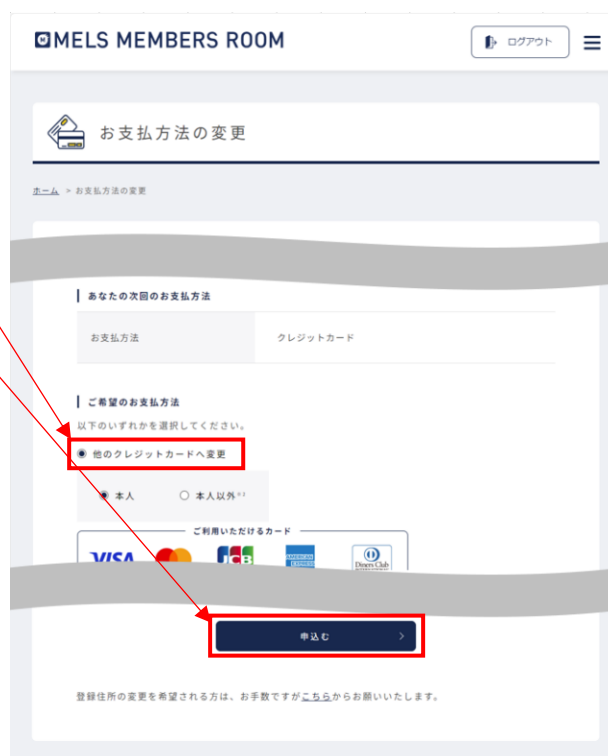 MELS MEMBERS ROOM
ログアウト
お支払方法の変更
ホーム > お支払方法の変更
あなたの次回のお支払方法
お支払方法 クレジットカード
ご希望のお支払方法
以下のいずれかを選択してください。
他のクレジットカードへ変更
本人 本人以外
ご利用いただけるカード
VISA JCB AMERICAN EXPRESS Diners Club
申込む
登録住所の変更を希望される方は、お手数ですがこちらからお願いいたします。